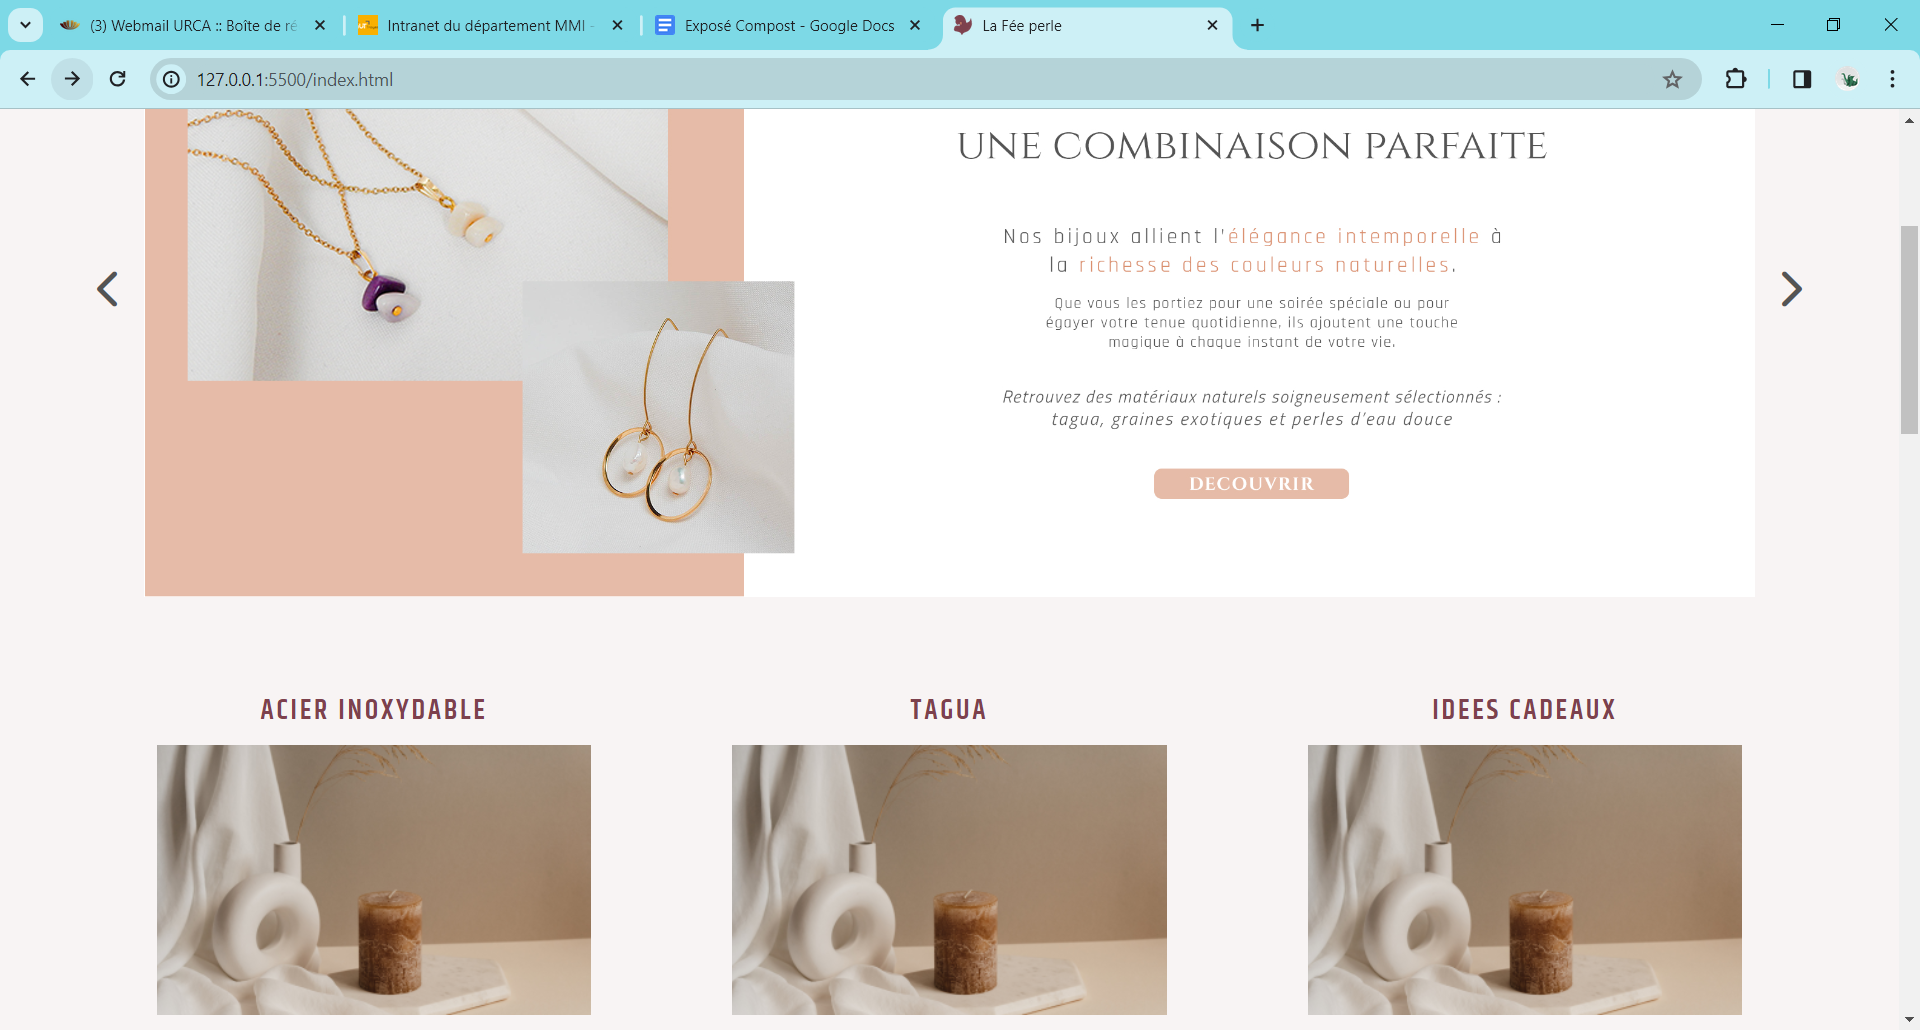 (3) Webmail URCA :: Boîte de ré
Intranet du département MMI -
Exposé Compost - Google Docs
La Fée perle
127.0.0.1:5500/index.html
UNE COMBINAISON PARFAITE
Nos bijoux allient l'élégance intemporelle à
la richesse des couleurs naturelles.
Que vous les portiez pour une soirée spéciale ou pour
égayer votre tenue quotidienne, ils ajoutent une touche
magique à chaque instant de votre vie.
Retrouvez des matériaux naturels soigneusement sélectionnés :
tagua, graines exotiques et perles d'eau douce
DECOUVRIR
ACIER INOXYDABLE
TAGUA
IDEES CADEAUX